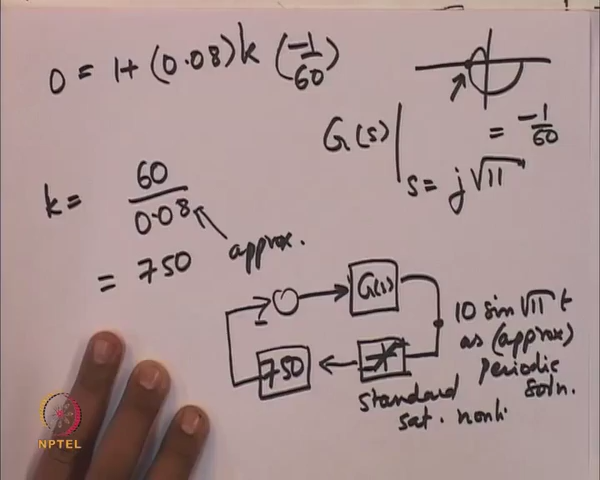 0 = 1 + (0.08) k (-1/60)
G(s) | s = j√11 = -1/60
k = 60/0.08
approx.
= 750
G(s)
10 sin √11 t
as (approx)
periodic
soln.
750
standard
sat. nonl
NPTEL